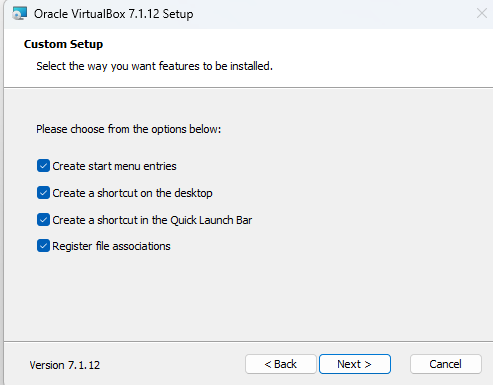 Oracle VirtualBox 7.1.12 Setup
Custom Setup
Select the way you want features to be installed.
Please choose from the options below:
Create start menu entries
Create a shortcut on the desktop
Create a shortcut in the Quick Launch Bar
Register file associations
Version 7.1.12
< Back
Next >
Cancel